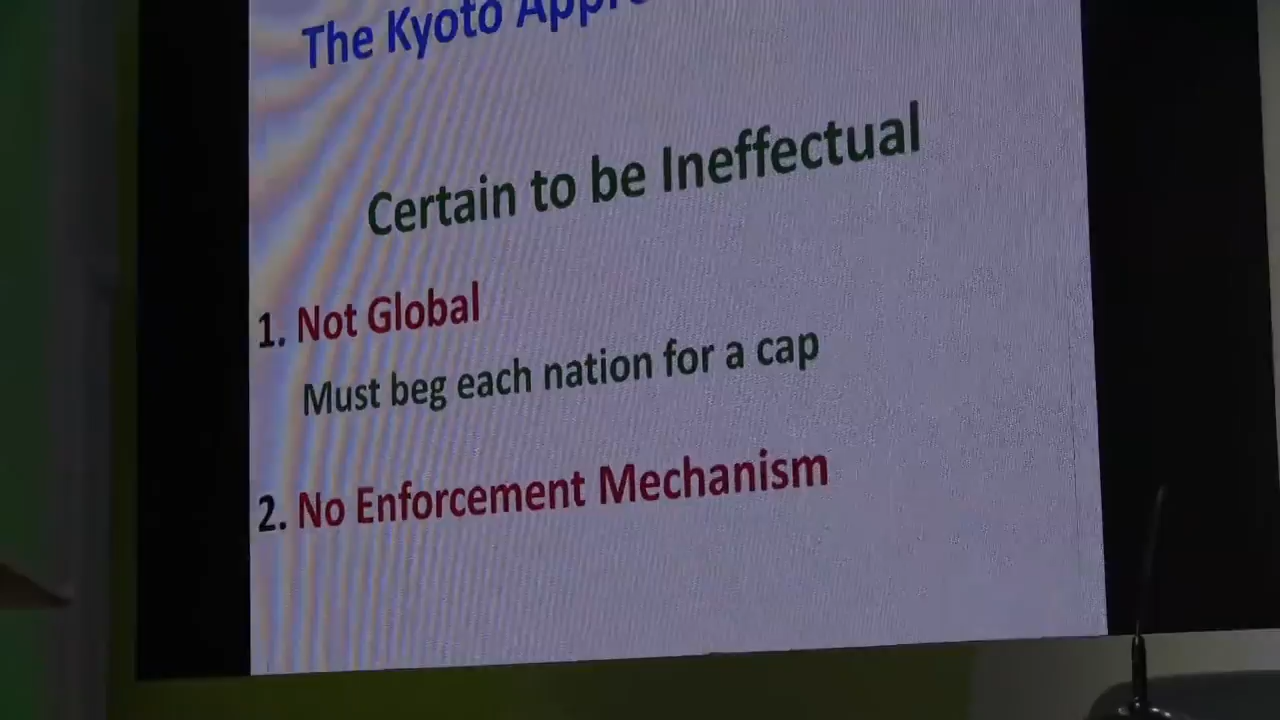 The Kyoto
Certain to be Ineffectual
1. Not Global
Must beg each nation for a cap
2. No Enforcement Mechanism